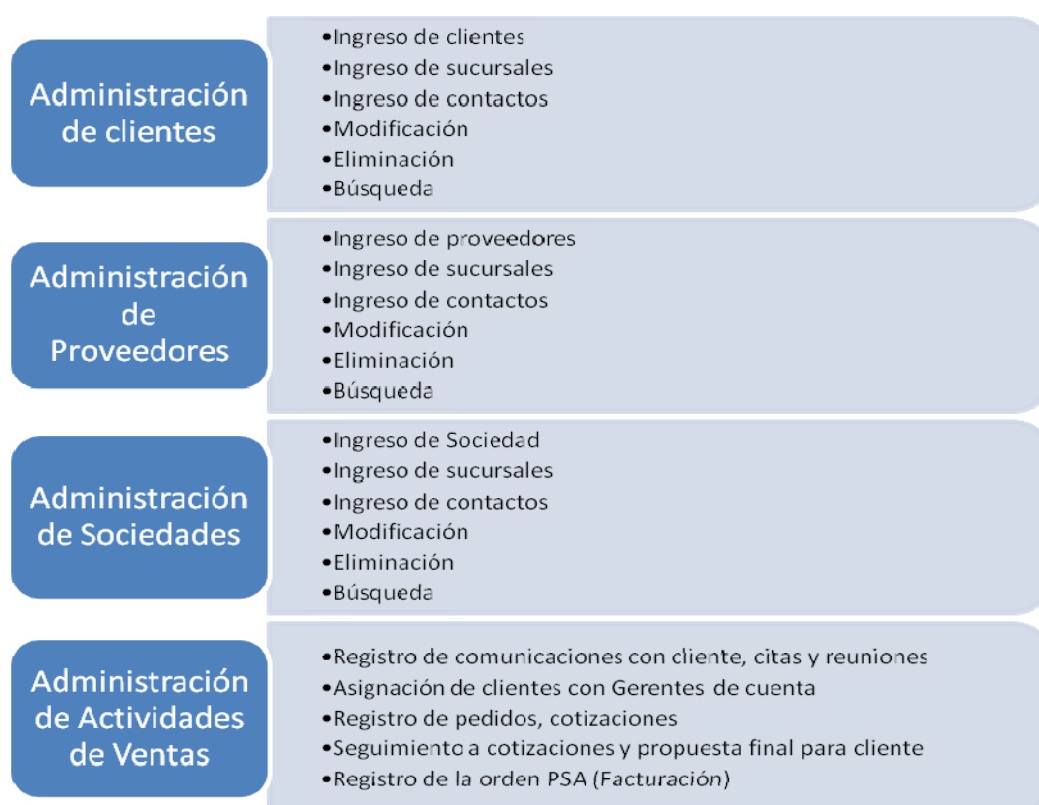 Administración
de clientes
•Ingreso de clientes
•Ingreso de sucursales
•Ingreso de contactos
•Modificación
•Eliminación
•Búsqueda
Administración
de
Proveedores
•Ingreso de proveedores
•Ingreso de sucursales
•Ingreso de contactos
•Modificación
•Eliminación
•Búsqueda
Administración
de Sociedades
•Ingreso de Sociedad
•Ingreso de sucursales
•Ingreso de contactos
•Modificación
•Eliminación
•Búsqueda
Administración
de Actividades
de Ventas
•Registro de comunicaciones con cliente, citas y reuniones
•Asignación de clientes con Gerentes de cuenta
•Registro de pedidos, cotizaciones
•Seguimiento a cotizaciones y propuesta final para cliente
•Registro de la orden PSA (Facturación)